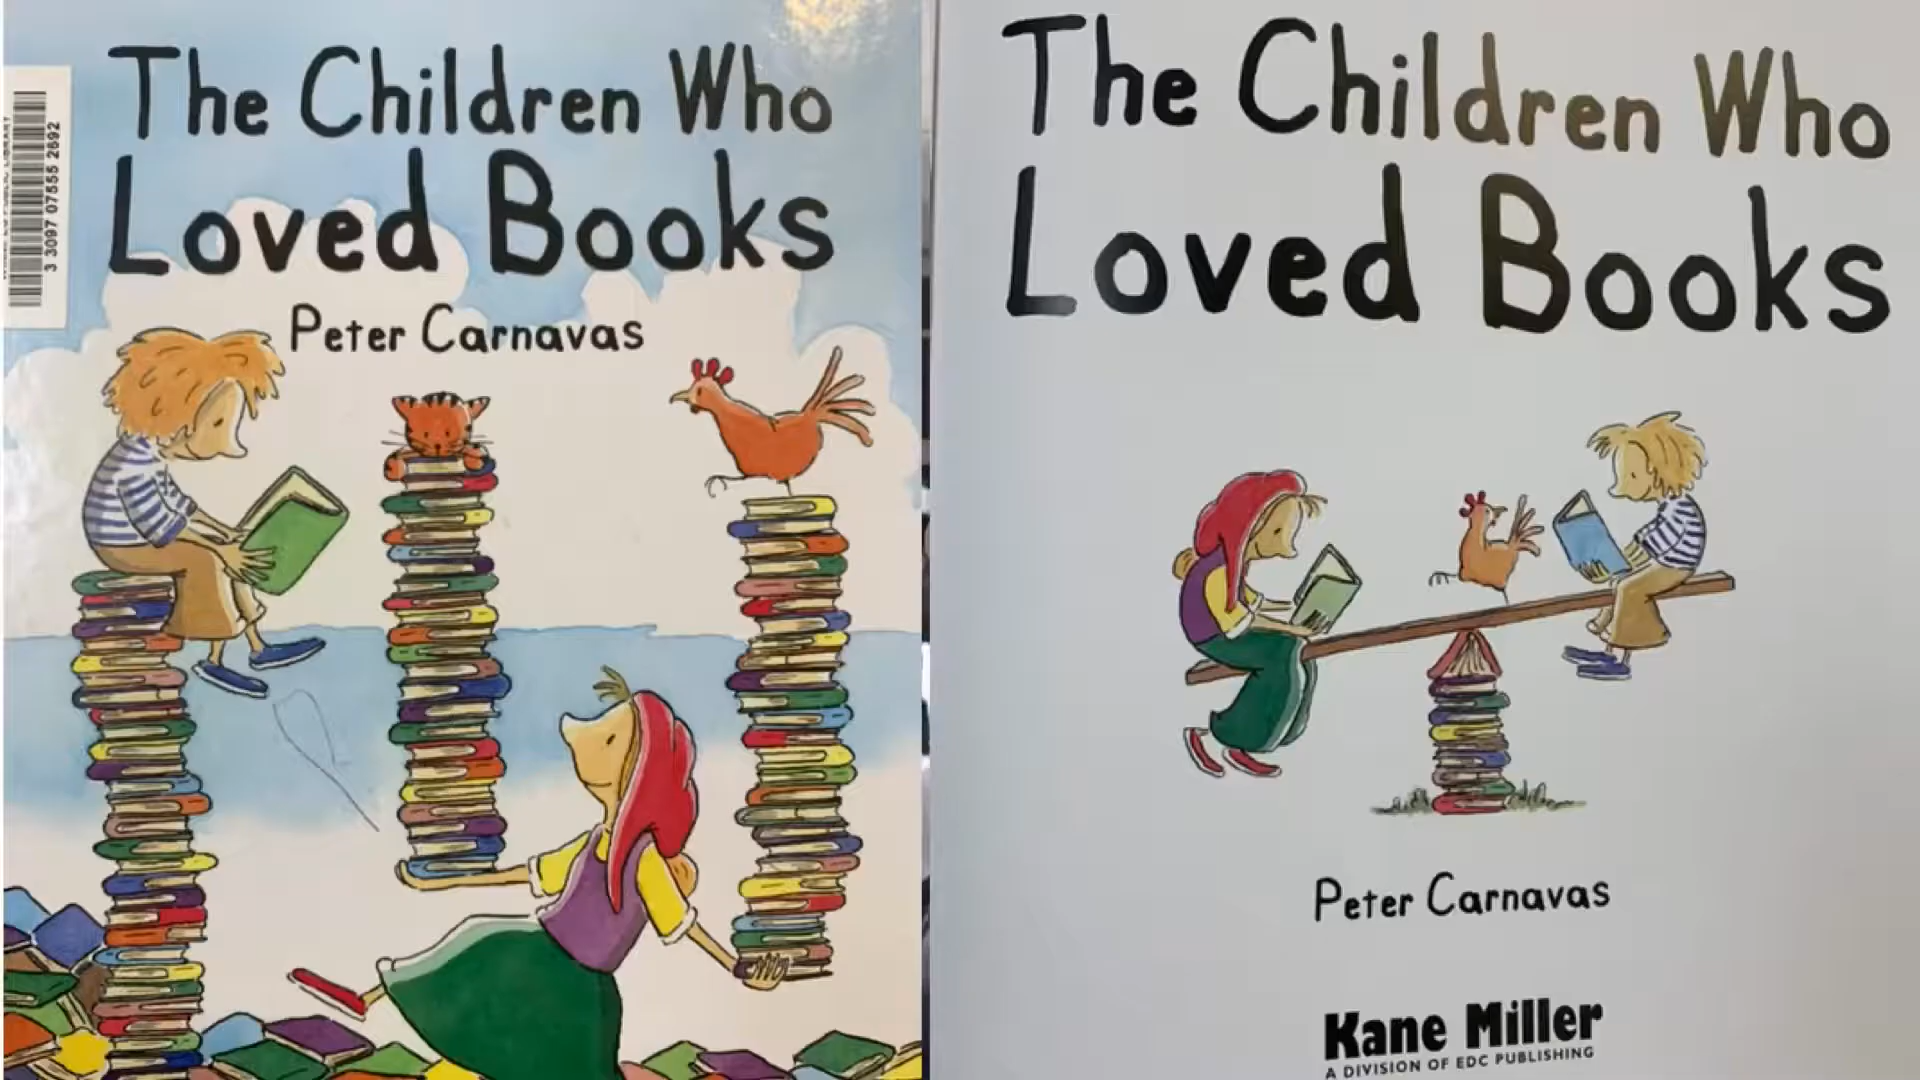 The Children Who
Loved Books
Peter Carnavas
3 3097 07555 2692
The Children Who
Loved Books
Peter Carnavas
Kane Miller
A DIVISION OF EDC PUBLISHING